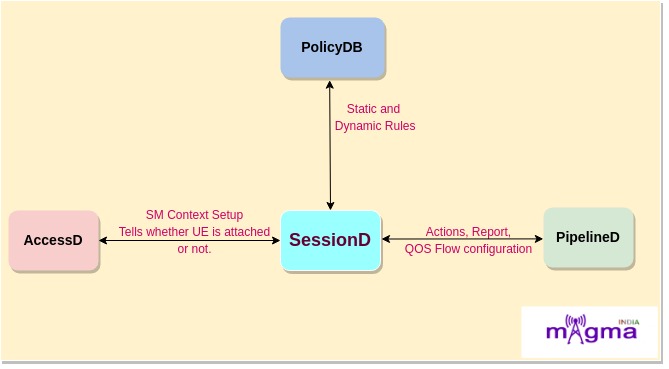 PolicyDB
Static and
Dynamic Rules
AccessD
SM Context Setup
Tells whether UE is attached
or not.
SessionD
Actions, Report,
QOS Flow configuration
PipelineD
INDIA
magma